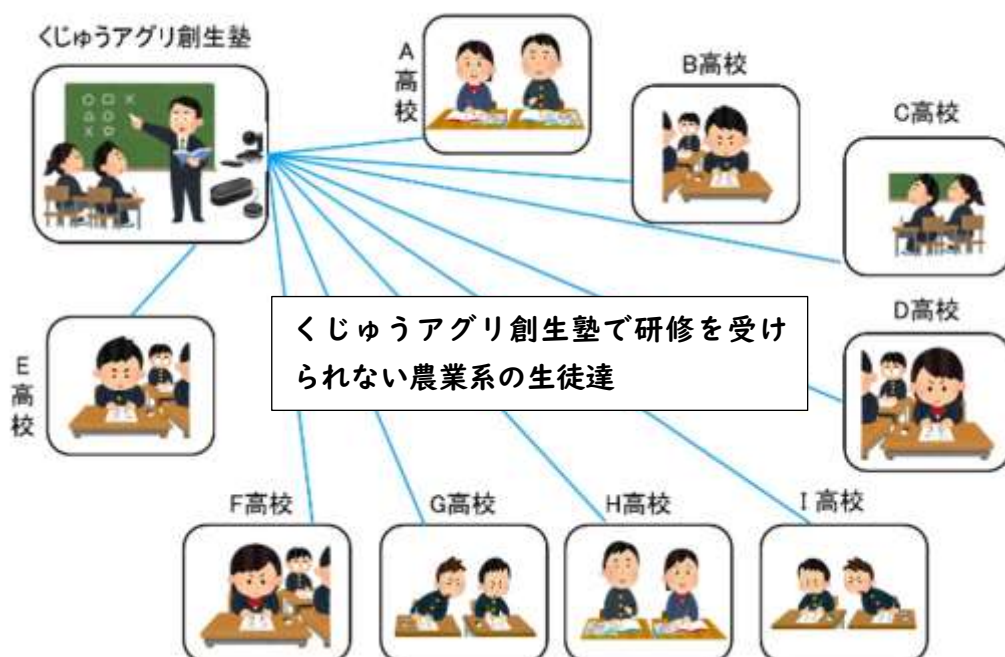 くじゅうアグリ創生塾
A高校
B高校
C高校
くじゅうアグリ創生塾で研修を受け
られない農業系の生徒達
D高校
E高校
F高校
G高校
H高校
I高校